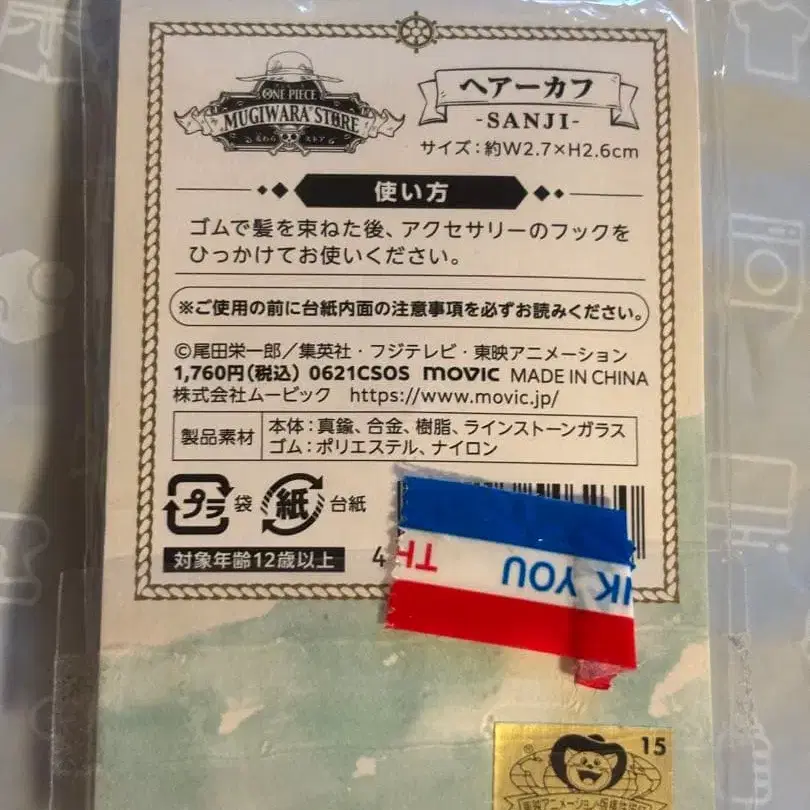 ONE PIECE
MUGIWARA STORE
麦わら ストア
ヘアーカフ
-SANJI-
サイズ：約W2.7×H2.6cm
使い方
ゴムで髪を束ねた後、アクセサリーのフックを
ひっかけてお使いください。
※ご使用の前に台紙内面の注意事項を必ずお読みください。
©尾田栄一郎／集英社・フジテレビ・東映アニメーション
1,760円(税込) 0621CSOS movic MADE IN CHINA
株式会社ムービック https://www.movic.jp/
製品素材
本体：真鍮、合金、樹脂、ラインストーンガラス
ゴム：ポリエステル、ナイロン
プラ 袋 紙 台紙
対象年齢12歳以上
4
TH
NK YOU
15